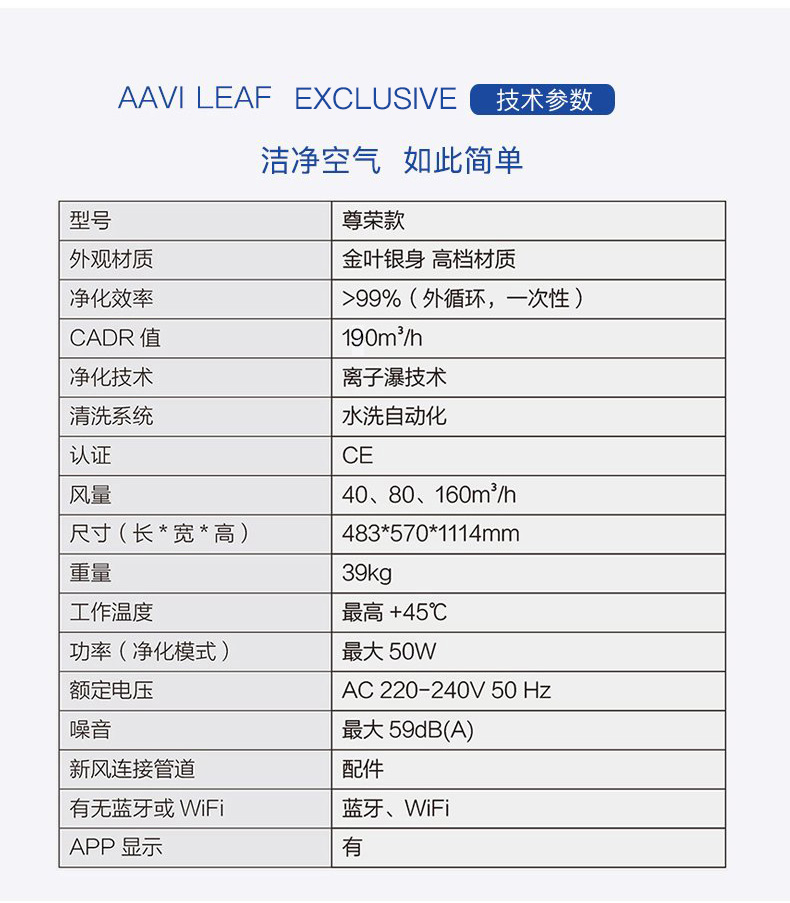 AAVI LEAF EXCLUSIVE 技术参数
洁净空气 如此简单
型号 尊荣款
外观材质 金叶银身 高档材质
净化效率 >99%（外循环，一次性）
CADR 值 190m³/h
净化技术 离子瀑技术
清洗系统 水洗自动化
认证 CE
风量 40、80、160m³/h
尺寸（长 * 宽 * 高） 483*570*1114mm
重量 39kg
工作温度 最高 +45℃
功率（净化模式） 最大 50W
额定电压 AC 220-240V 50 Hz
噪音 最大 59dB(A)
新风连接管道 配件
有无蓝牙或 WiFi 蓝牙、WiFi
APP 显示 有